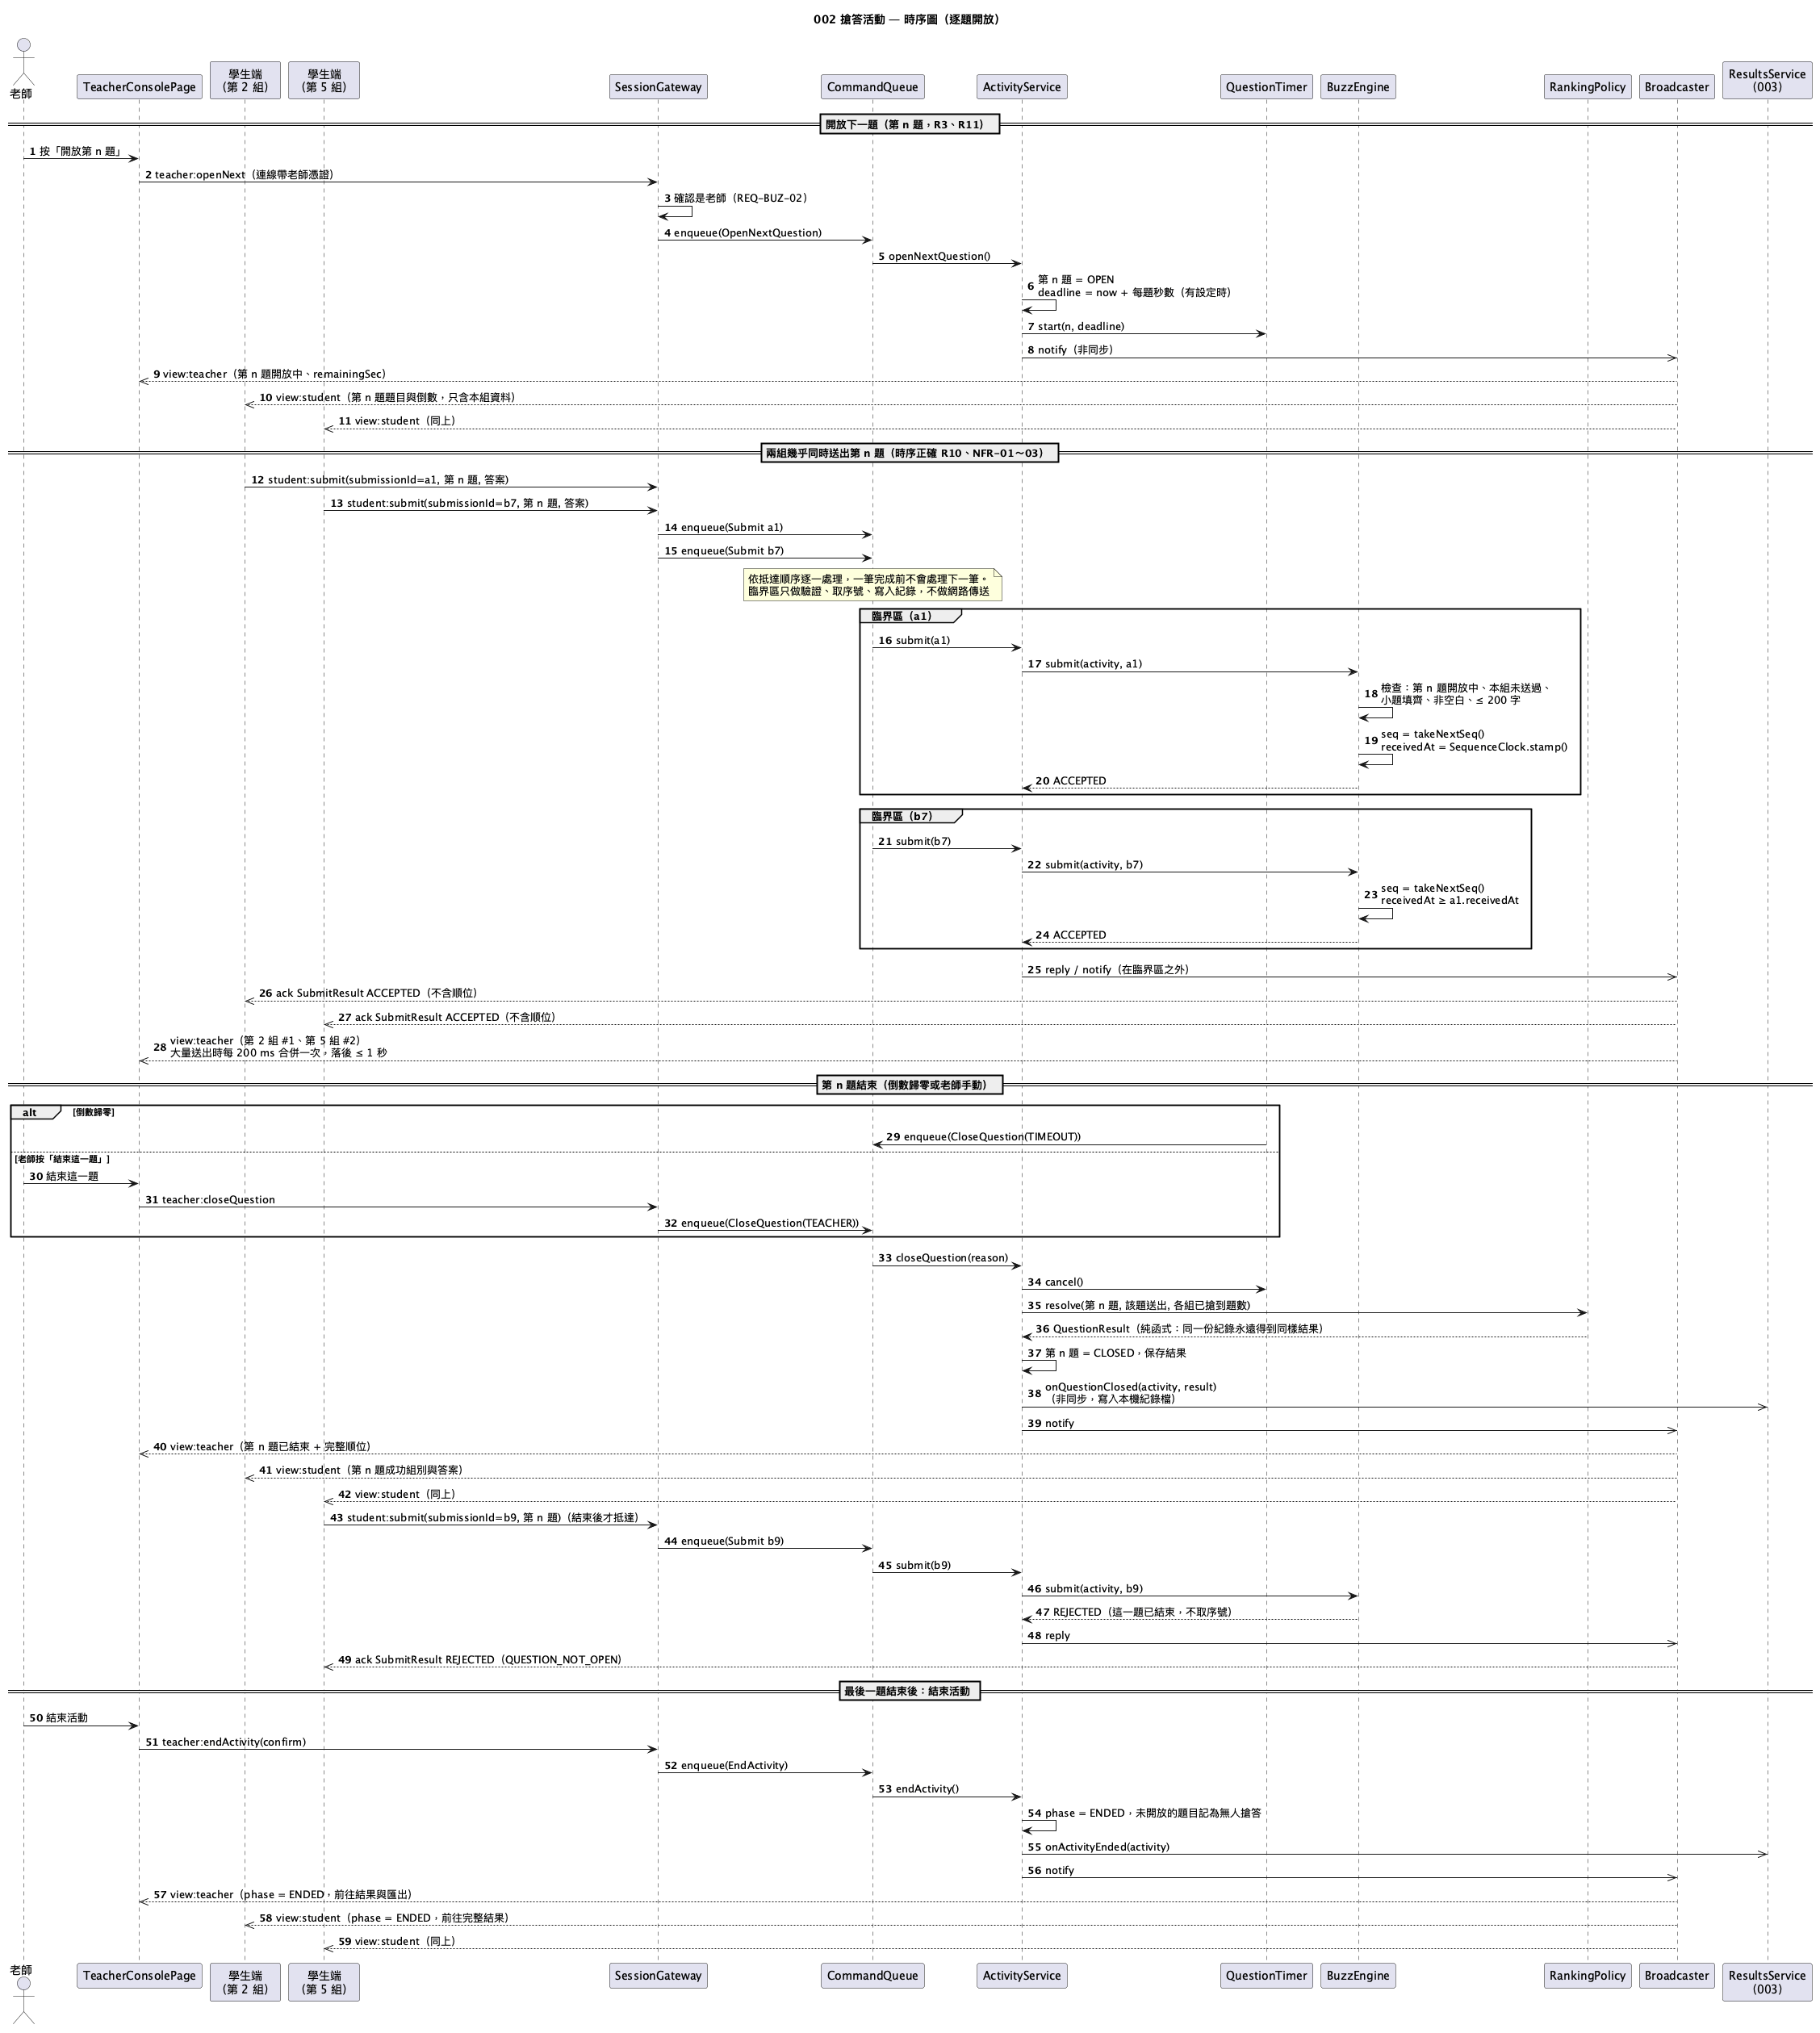 002 搶答活動 — 時序圖（逐題開放）
老師
TeacherConsolePage
學生端
(第 2 組)
學生端
(第 5 組)
SessionGateway
CommandQueue
ActivityService
QuestionTimer
BuzzEngine
RankingPolicy
Broadcaster
ResultsService
(003)
開放下一題（第 n 題，R3、R11）
1 按「開放第 n 題」
2 teacher:openNext（連線帶老師憑證）
3 確認是老師（REQ-BUZ-02）
4 enqueue(OpenNextQuestion)
5 openNextQuestion()
6 第 n 題 = OPEN
deadline = now + 每題秒數（有設定時）
7 start(n, deadline)
8 notify（非同步）
9 view:teacher（第 n 題開放中、remainingSec）
10 view:student（第 n 題題目與倒數，只含本組資料）
11 view:student（同上）
兩組幾乎同時送出第 n 題（時序正確 R10、NFR-01～03）
12 student:submit(submissionId=a1, 第 n 題, 答案)
13 student:submit(submissionId=b7, 第 n 題, 答案)
14 enqueue(Submit a1)
15 enqueue(Submit b7)
依抵達順序逐一處理，一筆完成前不會處理下一筆。
臨界區只做驗證、取序號、寫入紀錄，不做網路傳送
臨界區（a1）
16 submit(a1)
17 submit(activity, a1)
18 檢查：第 n 題開放中、本組未送過、
小題填齊、非空白、≤ 200 字
19 seq = takeNextSeq()
receivedAt = SequenceClock.stamp()
20 ACCEPTED
臨界區（b7）
21 submit(b7)
22 submit(activity, b7)
23 seq = takeNextSeq()
receivedAt ≥ a1.receivedAt
24 ACCEPTED
25 reply / notify（在臨界區之外）
26 ack SubmitResult ACCEPTED（不含順位）
27 ack SubmitResult ACCEPTED（不含順位）
28 view:teacher（第 2 組 #1、第 5 組 #2）
大量送出時每 200 ms 合併一次，落後 ≤ 1 秒
第 n 題結束（倒數歸零或老師手動）
alt [倒數歸零]
29 enqueue(CloseQuestion(TIMEOUT))
[老師按「結束這一題」]
30 結束這一題
31 teacher:closeQuestion
32 enqueue(CloseQuestion(TEACHER))
33 closeQuestion(reason)
34 cancel()
35 resolve(第 n 題, 該題送出, 各組已搶到題數)
36 QuestionResult（純函式：同一份紀錄永遠得到同樣結果）
37 第 n 題 = CLOSED，保存結果
38 onQuestionClosed(activity, result)
（非同步，寫入本機紀錄檔）
39 notify
40 view:teacher（第 n 題已結束 + 完整順位）
41 view:student（第 n 題成功組別與答案）
42 view:student（同上）
43 student:submit(submissionId=b9, 第 n 題)（結束後才抵達）
44 enqueue(Submit b9)
45 submit(b9)
46 submit(activity, b9)
47 REJECTED（這一題已結束，不取序號）
48 reply
49 ack SubmitResult REJECTED（QUESTION_NOT_OPEN）
最後一題結束後：結束活動
50 結束活動
51 teacher:endActivity(confirm)
52 enqueue(EndActivity)
53 endActivity()
54 phase = ENDED，未開放的題目記為無人搶答
55 onActivityEnded(activity)
56 notify
57 view:teacher（phase = ENDED，前往結果與匯出）
58 view:student（phase = ENDED，前往完整結果）
59 view:student（同上）
老師
TeacherConsolePage
學生端
(第 2 組)
學生端
(第 5 組)
SessionGateway
CommandQueue
ActivityService
QuestionTimer
BuzzEngine
RankingPolicy
Broadcaster
ResultsService
(003)